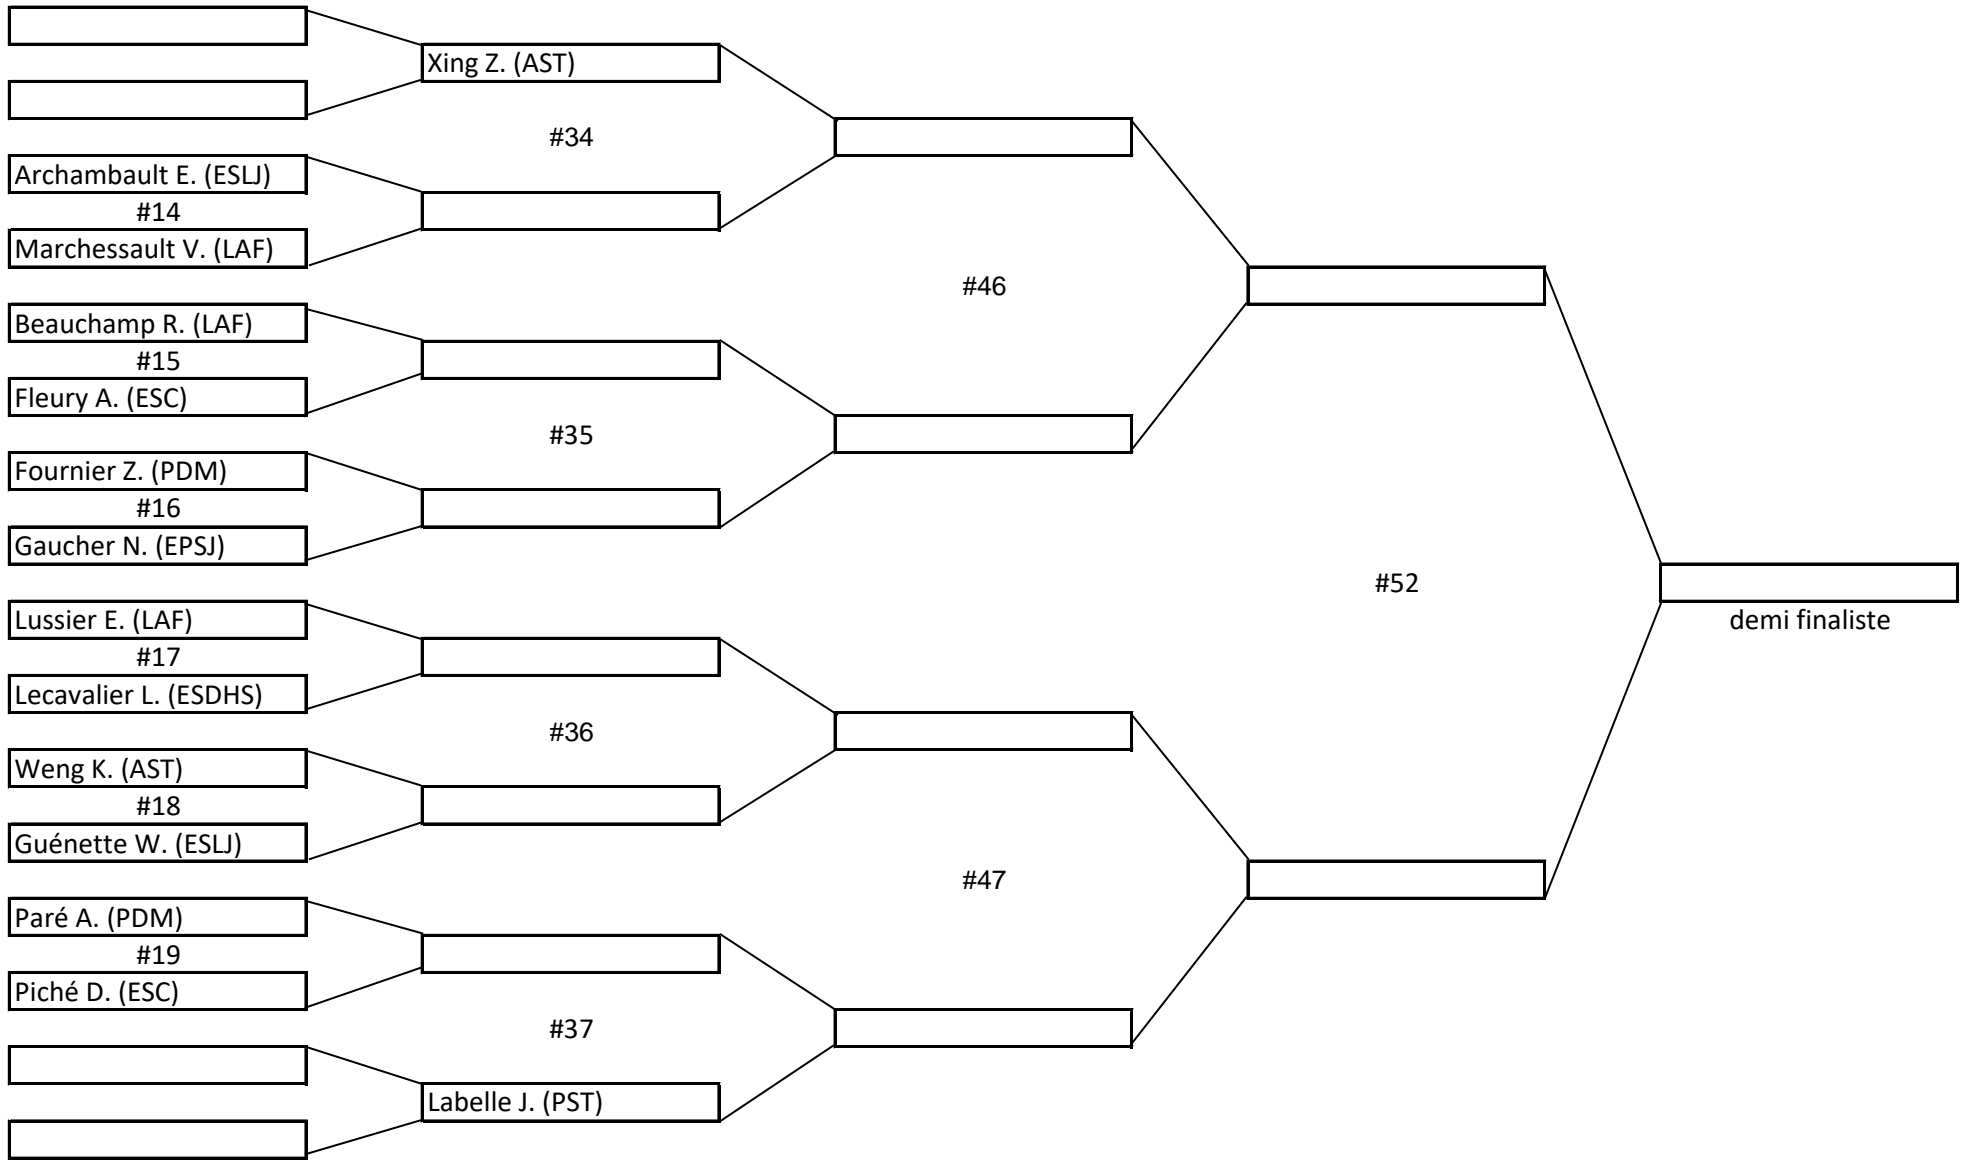 Xing Z. (AST)
#34
Archambault E. (ESLJ)
#14
Marchessault V. (LAF)
#46
Beauchamp R. (LAF)
#15
Fleury A. (ESC)
#35
Fournier Z. (PDM)
#16
Gaucher N. (EPSJ)
#52
Lussier E. (LAF)
demi finaliste
#17
Lecavalier L. (ESDHS)
#36
Weng K. (AST)
#18
Guénette W. (ESLJ)
#47
Paré A. (PDM)
#19
Piché D. (ESC)
#37
Labelle J. (PST)